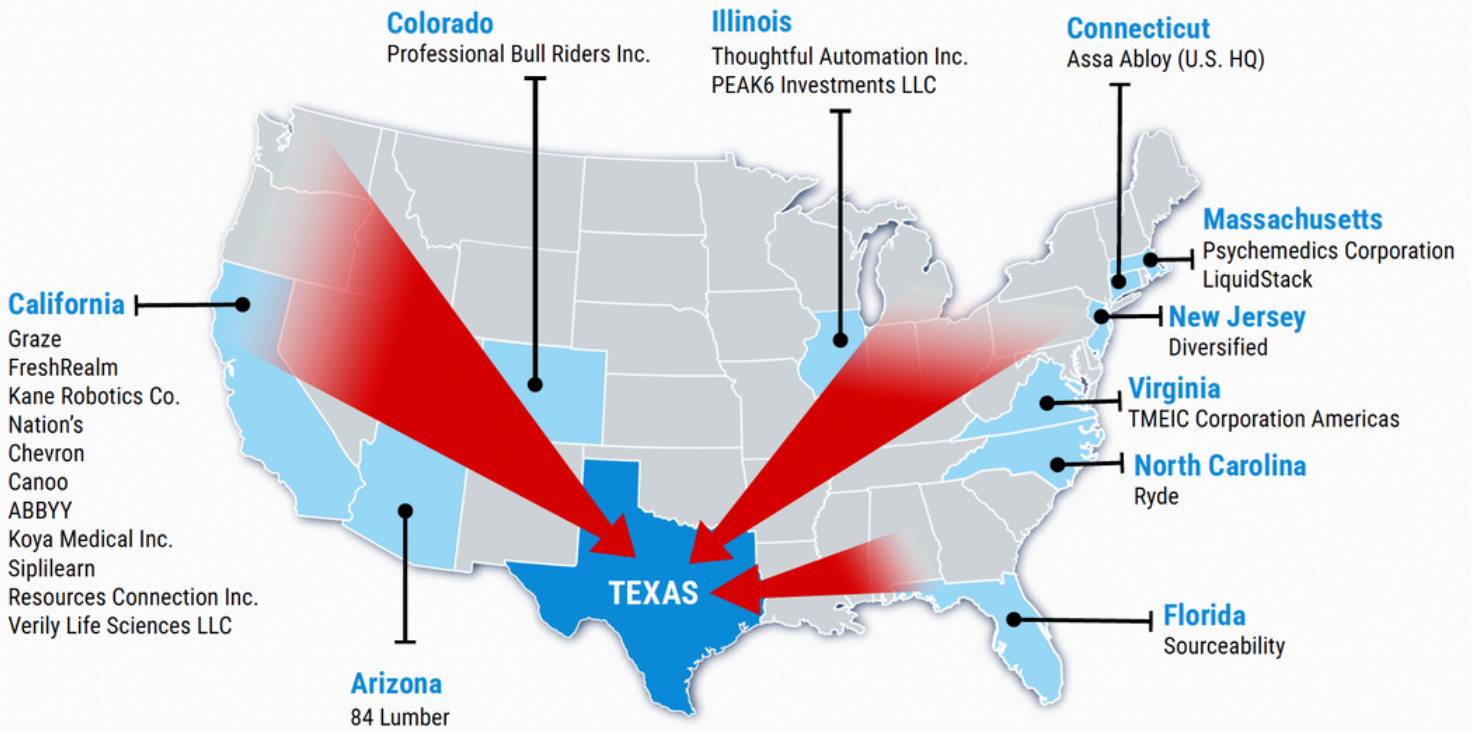 Colorado
Professional Bull Riders Inc.
Illinois
Thoughtful Automation Inc.
PEAK6 Investments LLC
Connecticut
Assa Abloy (U.S. HQ)
Massachusetts
Psychemedics Corporation
LiquidStack
New Jersey
Diversified
Virginia
TMEIC Corporation Americas
North Carolina
Ryde
Florida
Sourceability
California
Graze
FreshRealm
Kane Robotics Co.
Nation's
Chevron
Canoo
ABBYY
Koya Medical Inc.
Siplilearn
Resources Connection Inc.
Verily Life Sciences LLC
Arizona
84 Lumber
TEXAS